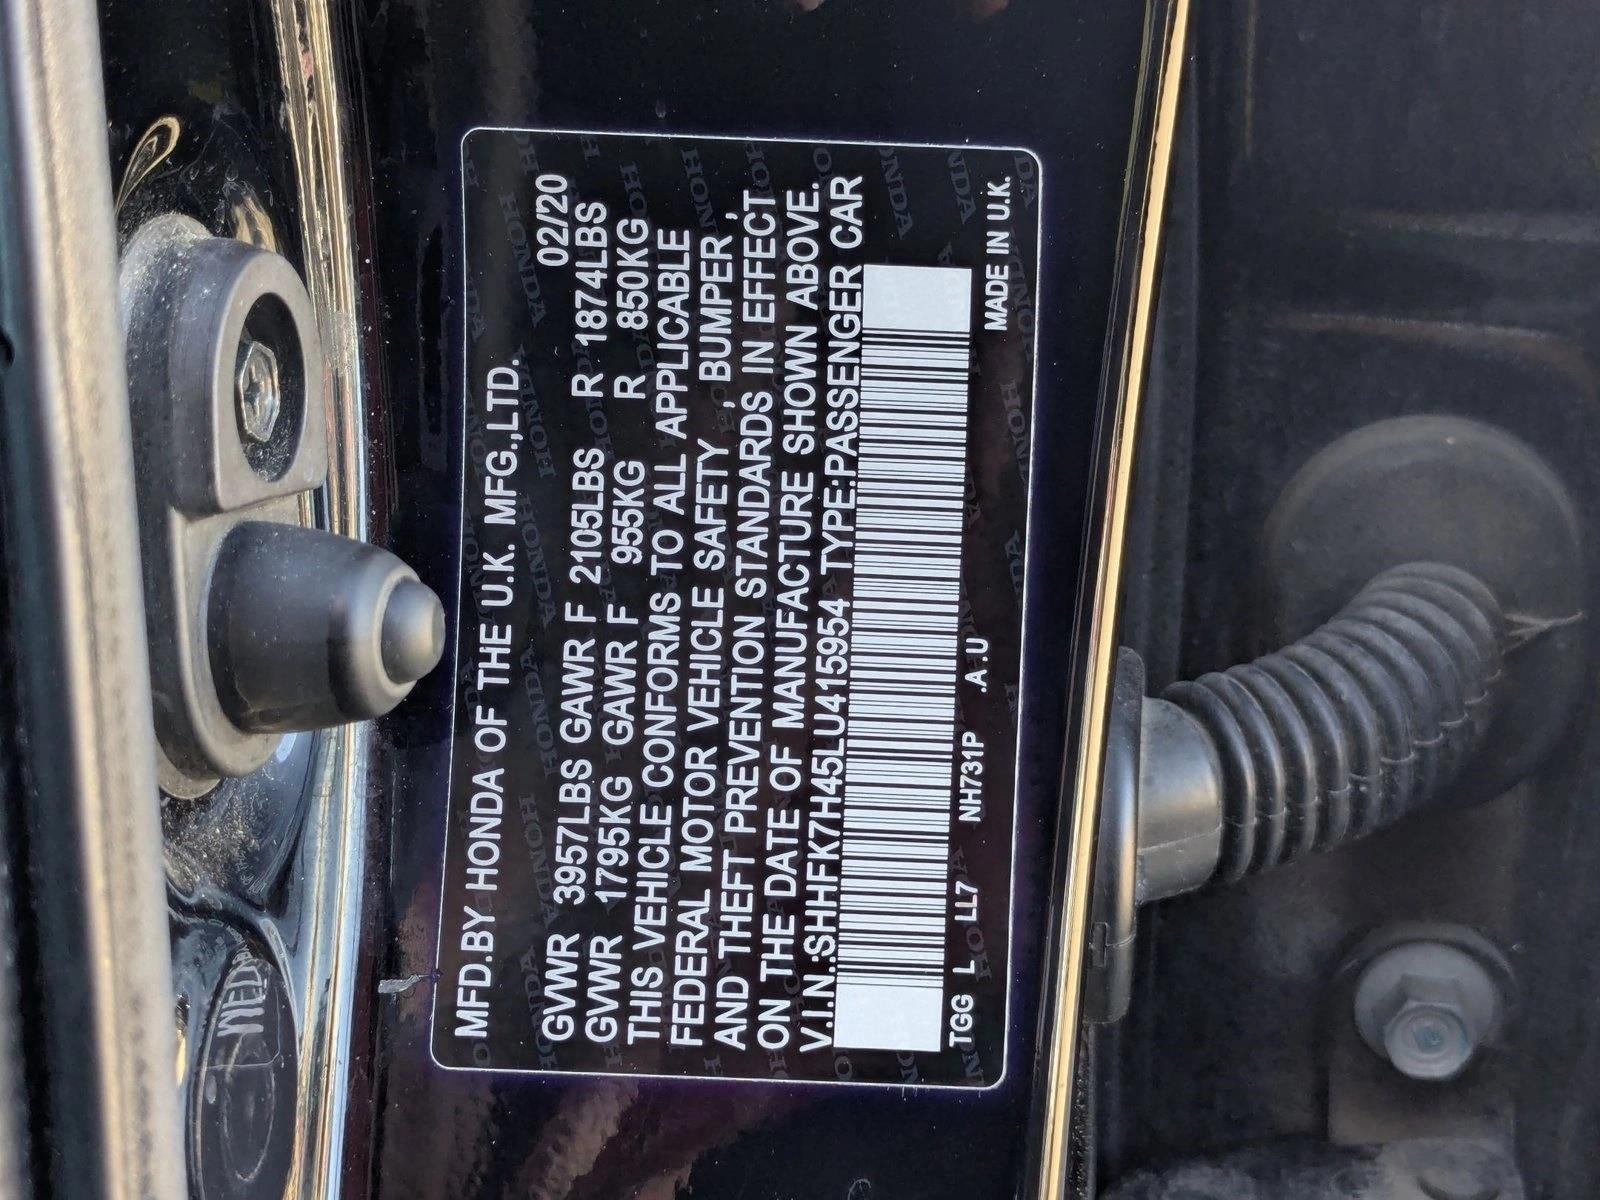 MFD.BY HONDA OF THE U.K. MFG.,LTD.
02/20
GVWR 3957LBS GAWR F 2105LBS R 1874LBS
GVWR 1795KG GAWR F 955KG R 850KG
THIS VEHICLE CONFORMS TO ALL APPLICABLE
FEDERAL MOTOR VEHICLE SAFETY , BUMPER ,
AND THEFT PREVENTION STANDARDS IN EFFECT
ON THE DATE OF MANUFACTURE SHOWN ABOVE.
V.I.N.:SHHFK7H45LU415954 TYPE:PASSENGER CAR
TGG L LL7 NH731P .A.U MADE IN U.K.